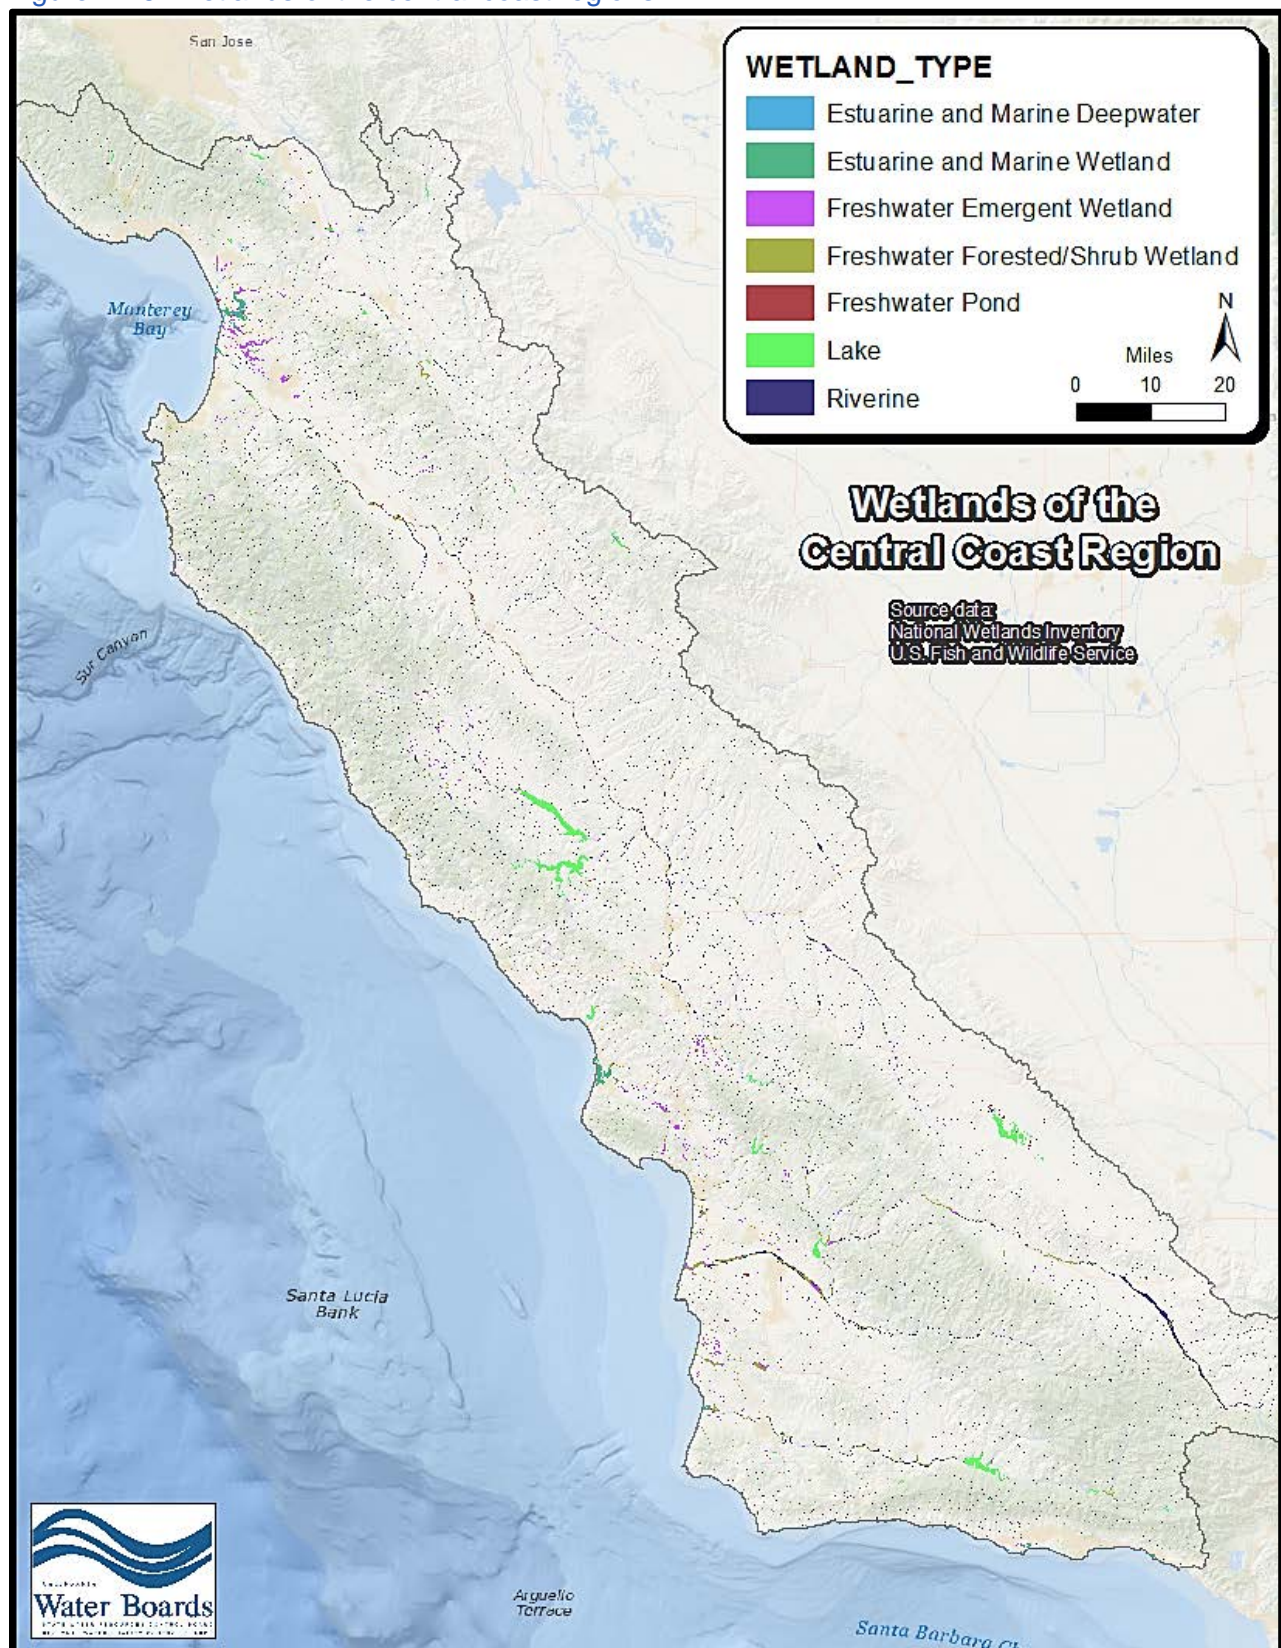 San Jose
WETLAND_TYPE
Estuarine and Marine Deepwater
Estuarine and Marine Wetland
Freshwater Emergent Wetland
Freshwater Forested/Shrub Wetland
Freshwater Pond
Lake
Riverine
N
Miles
0 10 20
Monterey
Bay
Wetlands of the
Central Coast Region
Source data:
National Wetlands Inventory
U.S. Fish and Wildlife Service
Sur Canyon
Santa Lucia
Bank
Water Boards
Arguello
Terrace
Santa Barbara